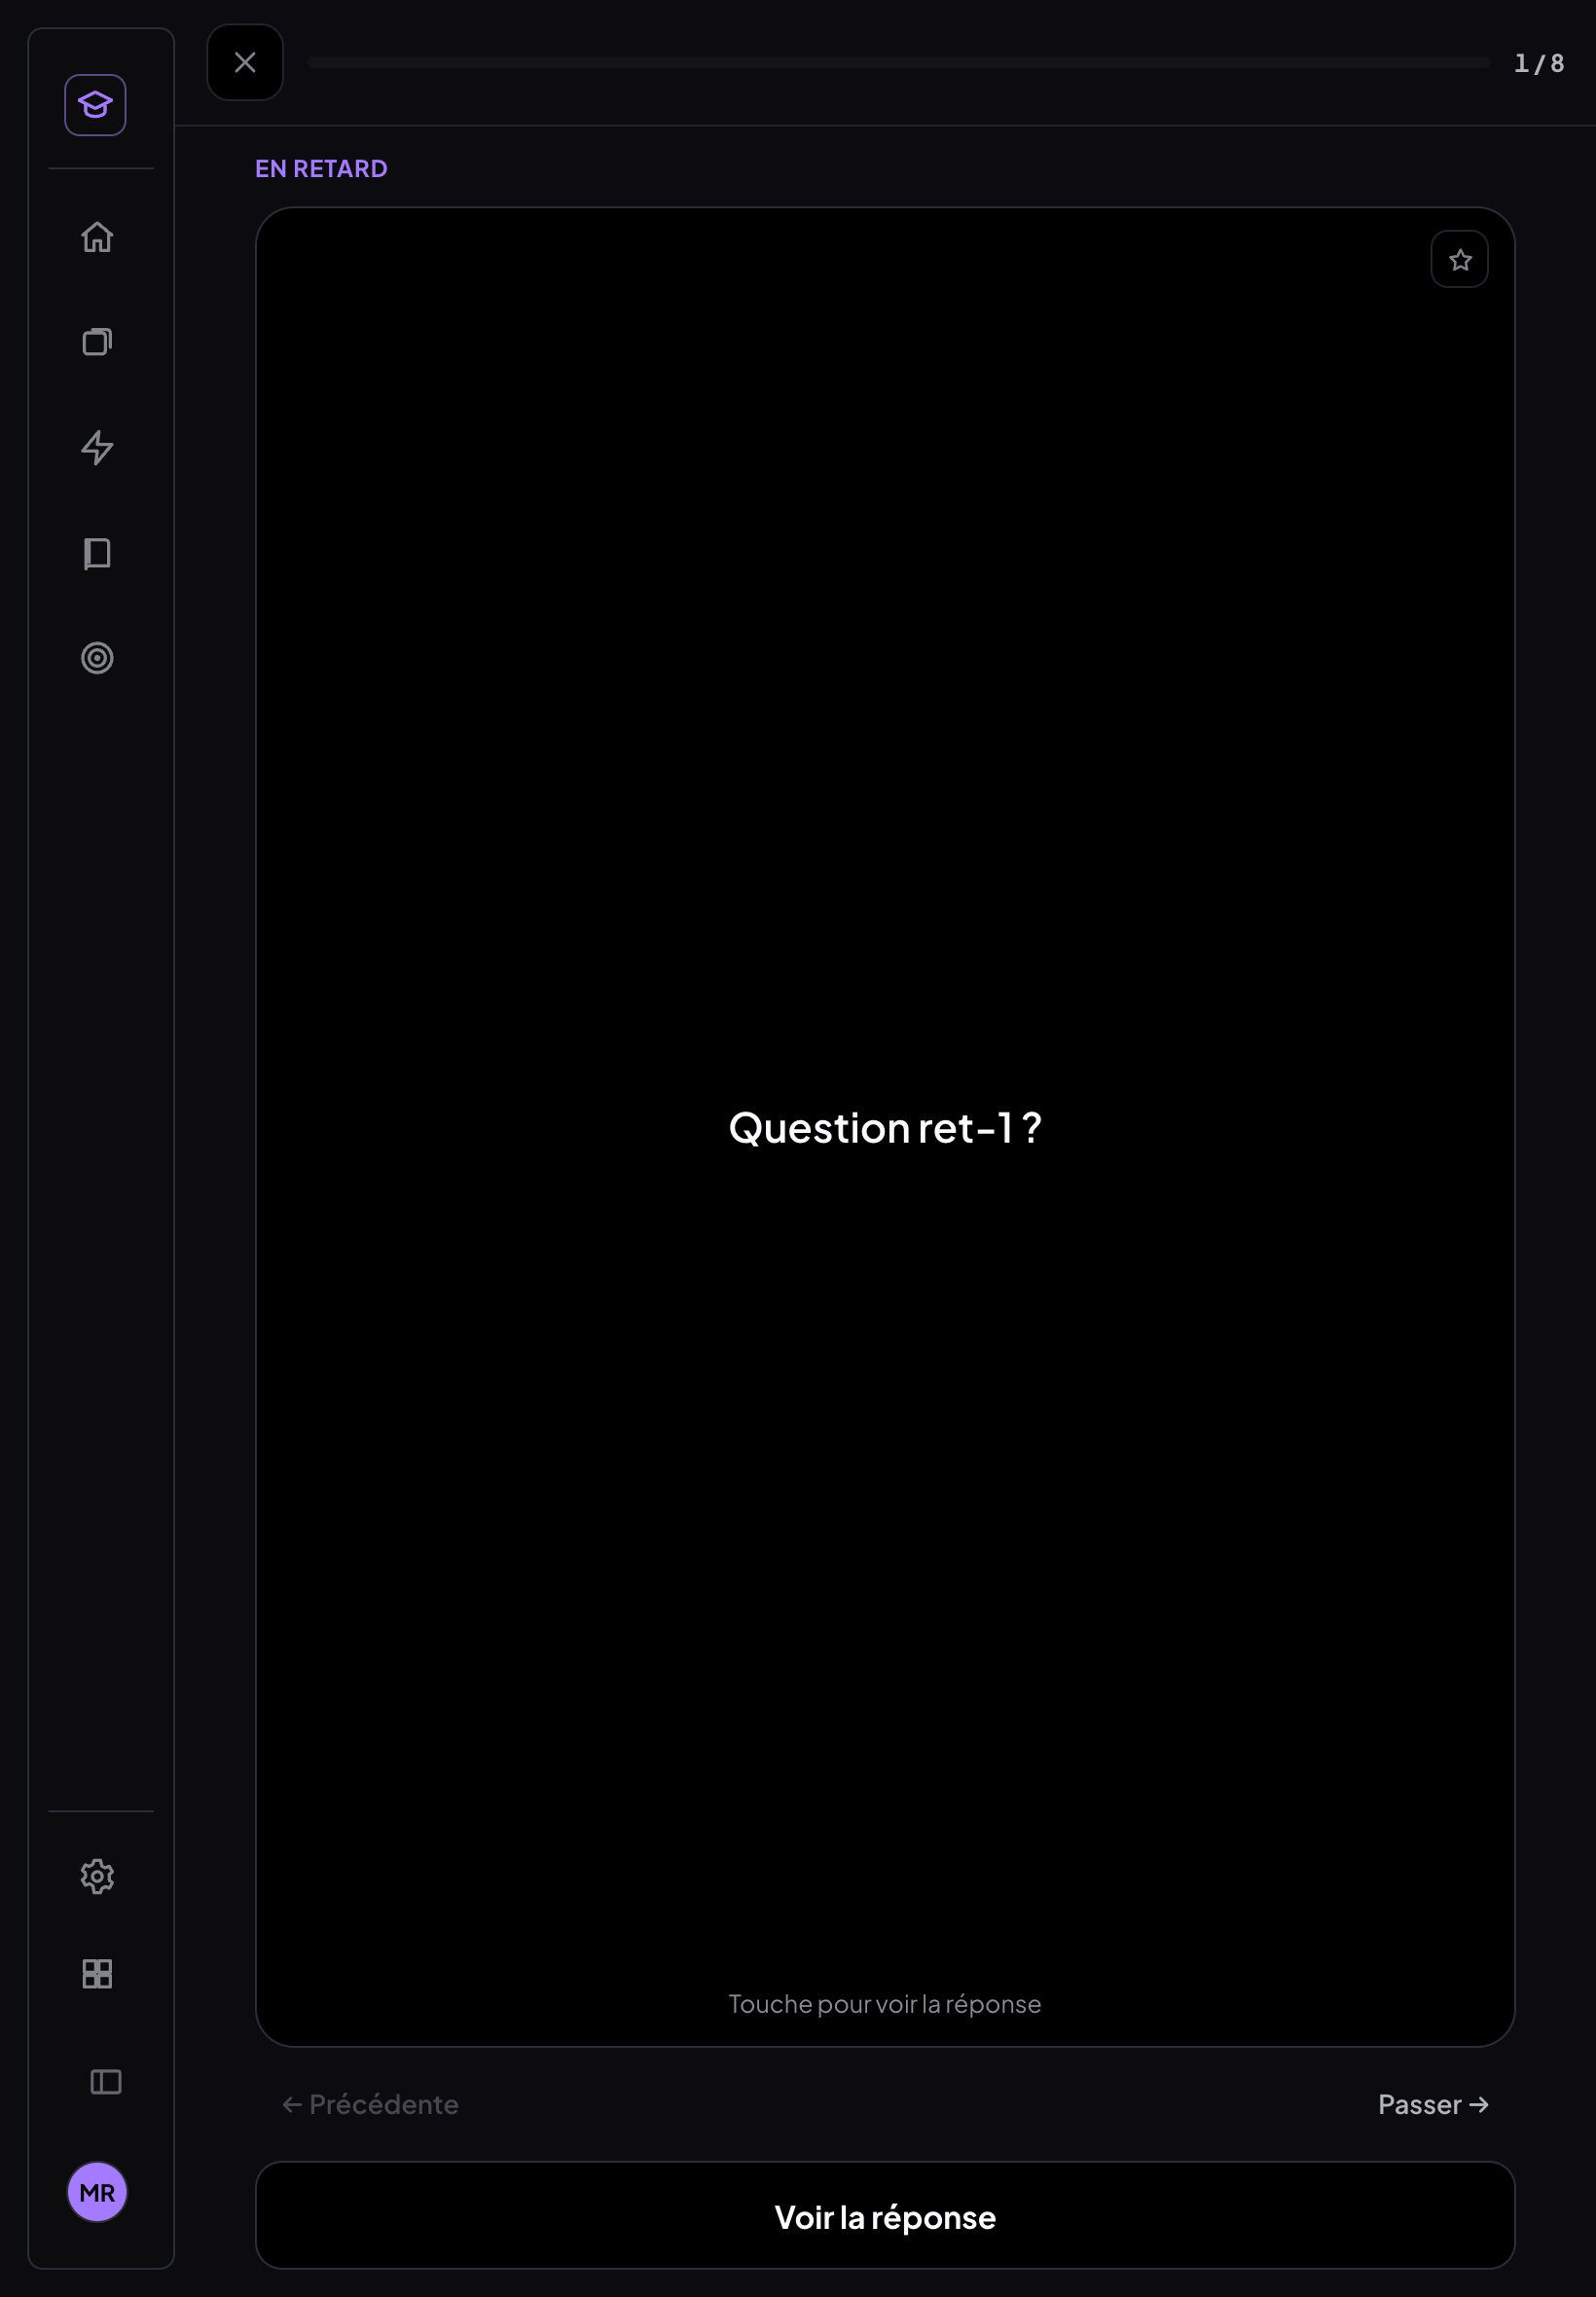 1/8
EN RETARD
Question ret-1 ?
Touche pour voir la réponse
← Précédente
Passer →
MR
Voir la réponse